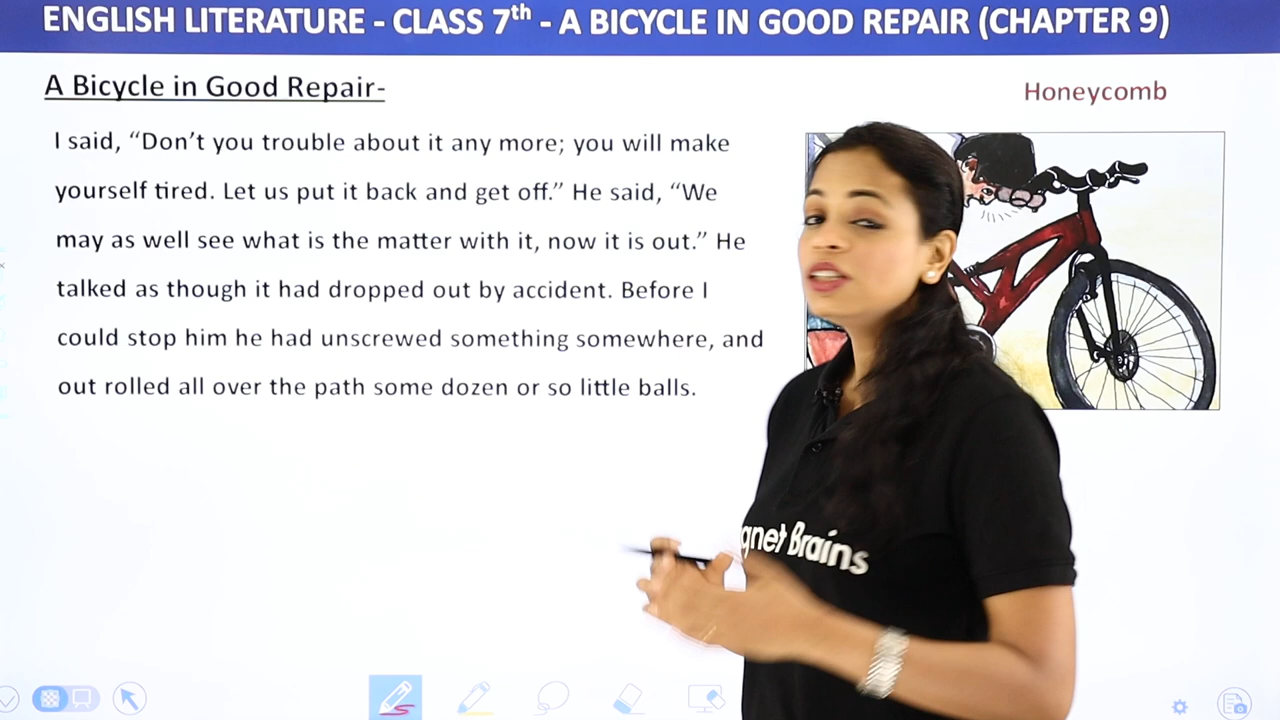 ENGLISH LITERATURE - CLASS 7th - A BICYCLE IN GOOD REPAIR (CHAPTER 9)
A Bicycle in Good Repair-
Honeycomb
I said, “Don’t you trouble about it any more; you will make
yourself tired. Let us put it back and get off.” He said, “We
may as well see what is the matter with it, now it is out.” He
talked as though it had dropped out by accident. Before I
could stop him he had unscrewed something somewhere, and
out rolled all over the path some dozen or so little balls.
gnet Brains